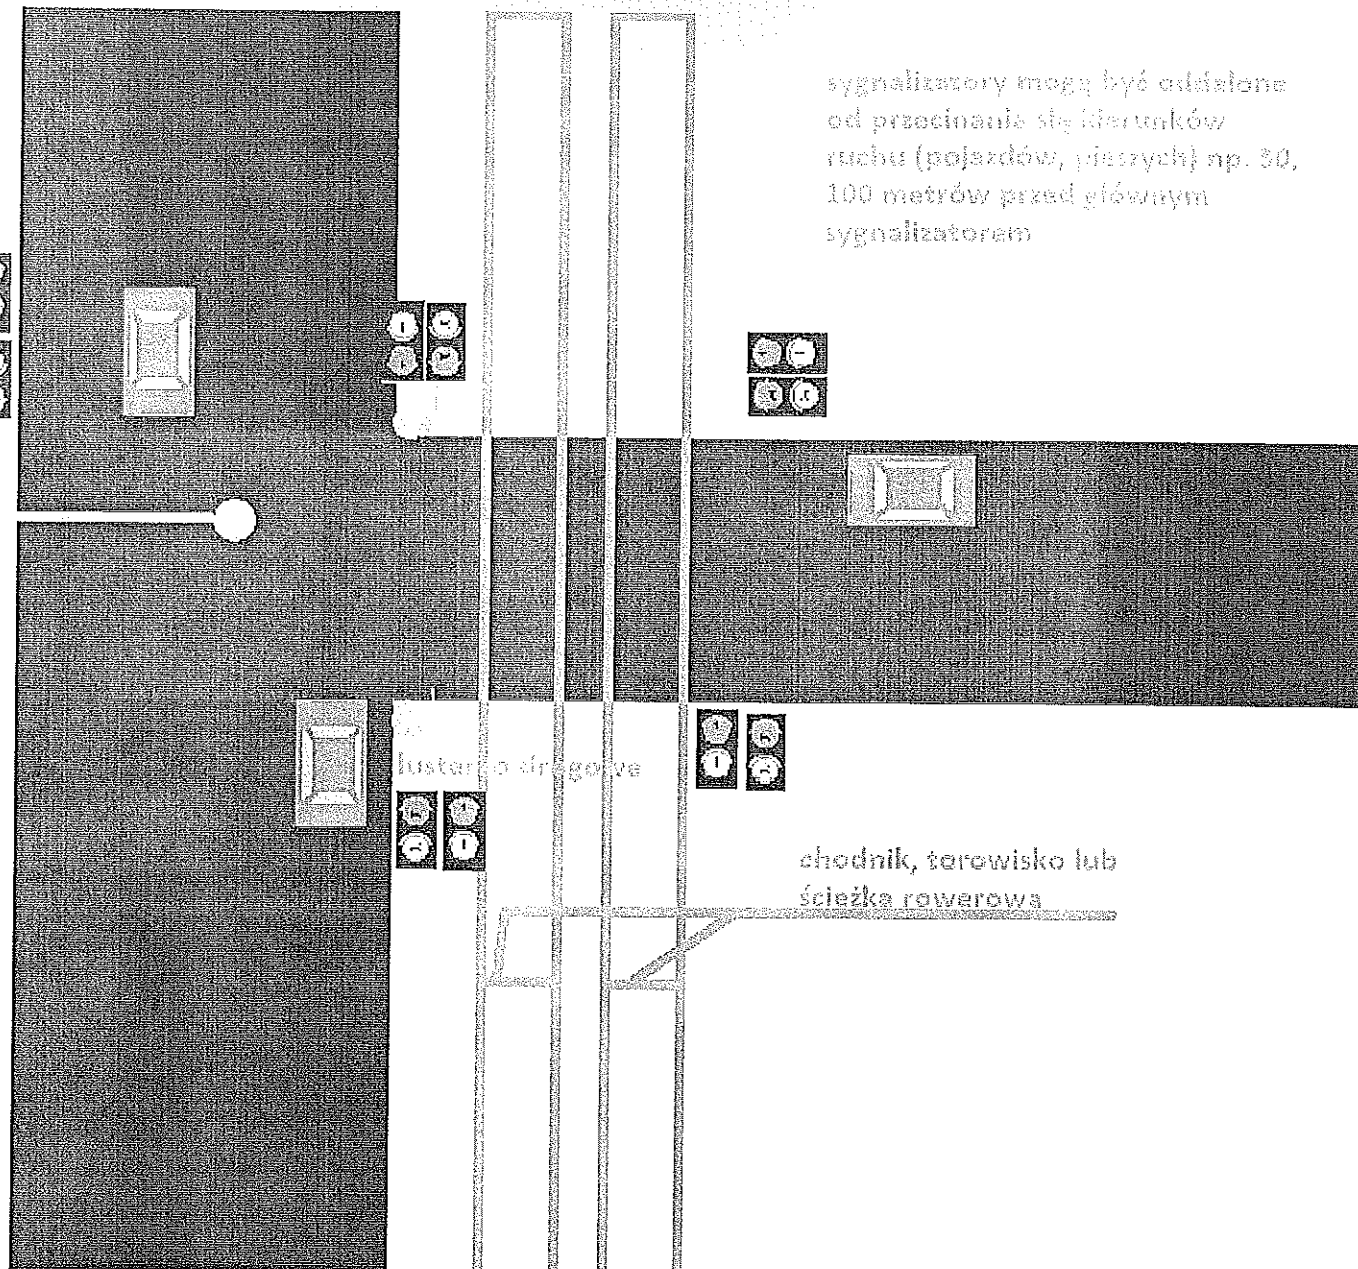 sygnalizatory mogą być oddalone
od przecinania się kierunków
ruchu (pojazdów, pieszych) np. 50,
100 metrów przed głównym
sygnalizatorem
lusterko drogowe
chodnik, torowisko lub
ścieżka rowerowa